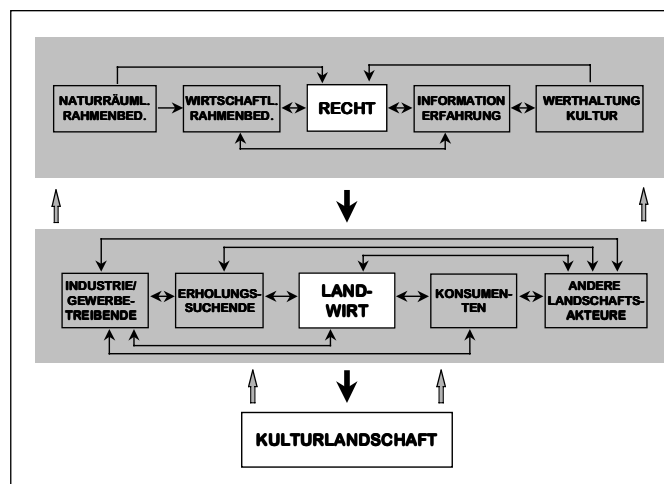 NATURRÄUML.
RAHMENBED.
WIRTSCHAFTL.
RAHMENBED.
RECHT
INFORMATION
ERFAHRUNG
WERTHALTUNG
KULTUR
INDUSTRIE/
GEWERBE-
TREIBENDE
ERHOLUNGS-
SUCHENDE
LAND-
WIRT
KONSUMEN-
TEN
ANDERE
LANDSCHAFTS-
AKTEURE
KULTURLANDSCHAFT